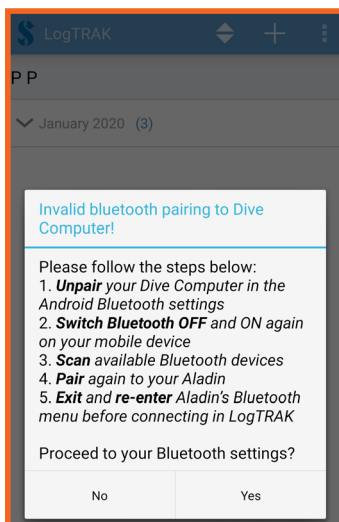 LogTRAK
P P
January 2020 (3)
Invalid bluetooth pairing to Dive
Computer!
Please follow the steps below:
1. Unpair your Dive Computer in the
Android Bluetooth settings
2. Switch Bluetooth OFF and ON again
on your mobile device
3. Scan available Bluetooth devices
4. Pair again to your Aladin
5. Exit and re-enter Aladin's Bluetooth
menu before connecting in LogTRAK
Proceed to your Bluetooth settings?
No Yes